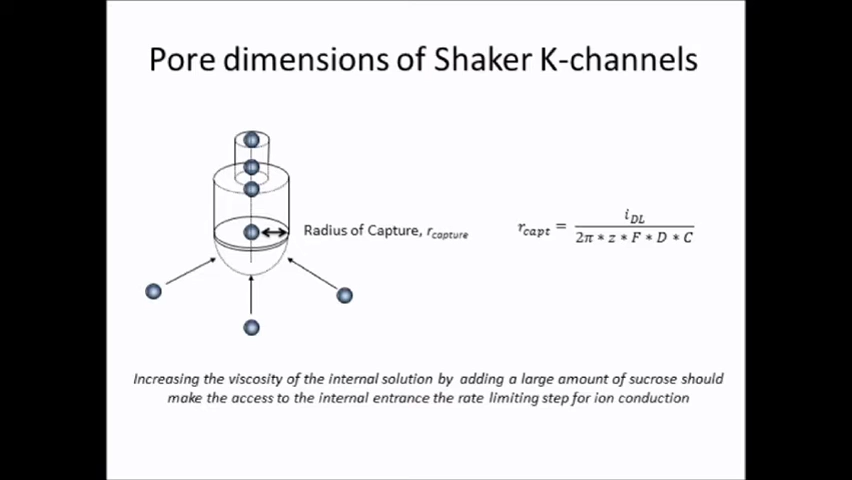 Pore dimensions of Shaker K-channels
Radius of Capture, r_capture
r_capt = i_DL / (2π * z * F * D * C)
Increasing the viscosity of the internal solution by adding a large amount of sucrose should
make the access to the internal entrance the rate limiting step for ion conduction